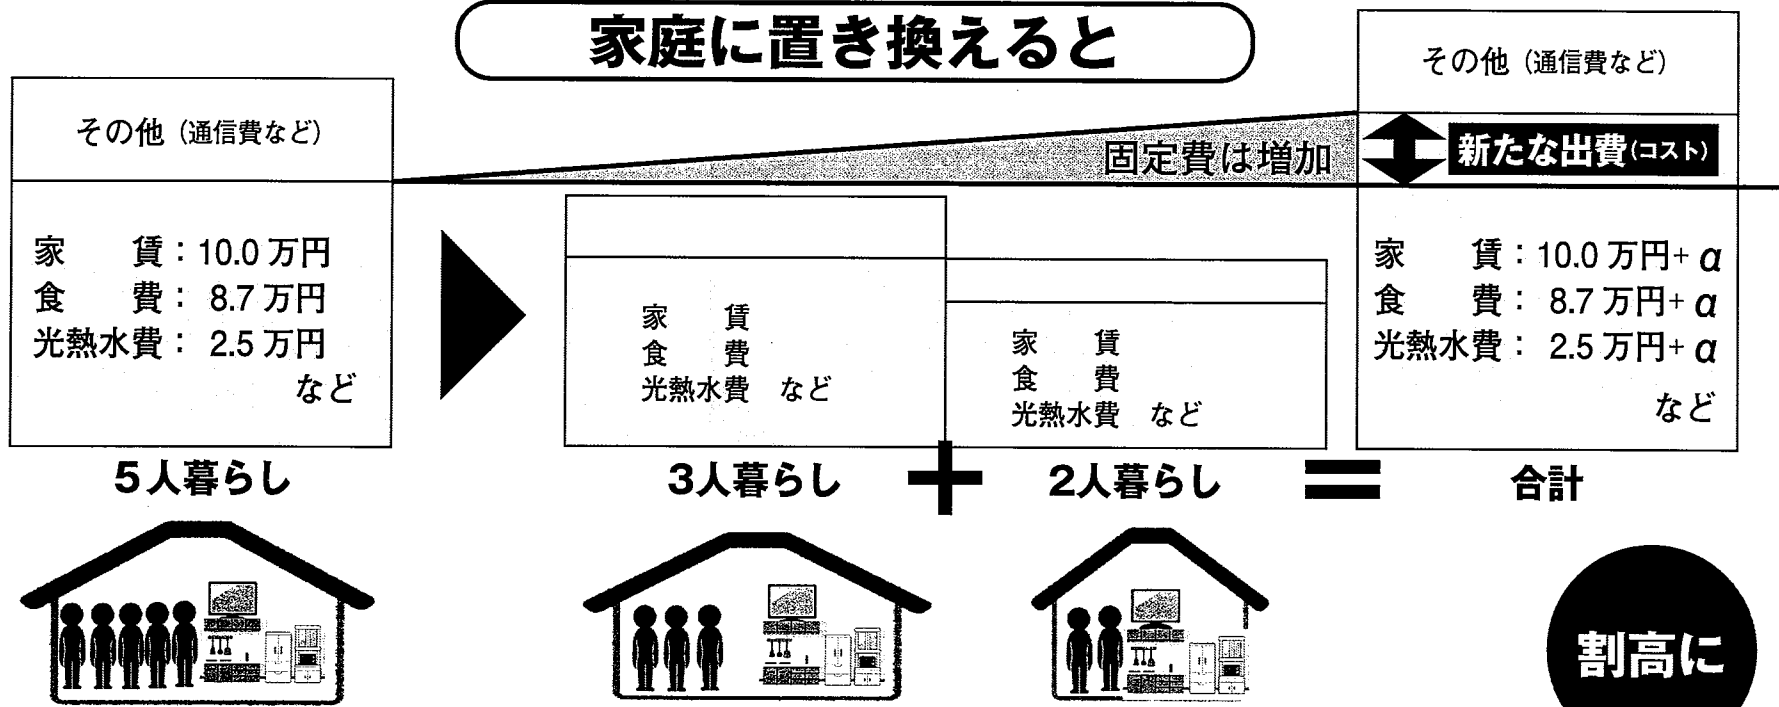 家庭に置き換えると
その他（通信費など）
家　　賃：10.0 万円
食　　費： 8.7 万円
光熱水費： 2.5 万円
など
5人暮らし
固定費は増加
家　　賃
食　　費
光熱水費　など
3人暮らし
＋
家　　賃
食　　費
光熱水費　など
2人暮らし
＝
その他（通信費など）
新たな出費（コスト）
家　　賃：10.0 万円+ α
食　　費： 8.7 万円+ α
光熱水費： 2.5 万円+ α
など
合計
割高に